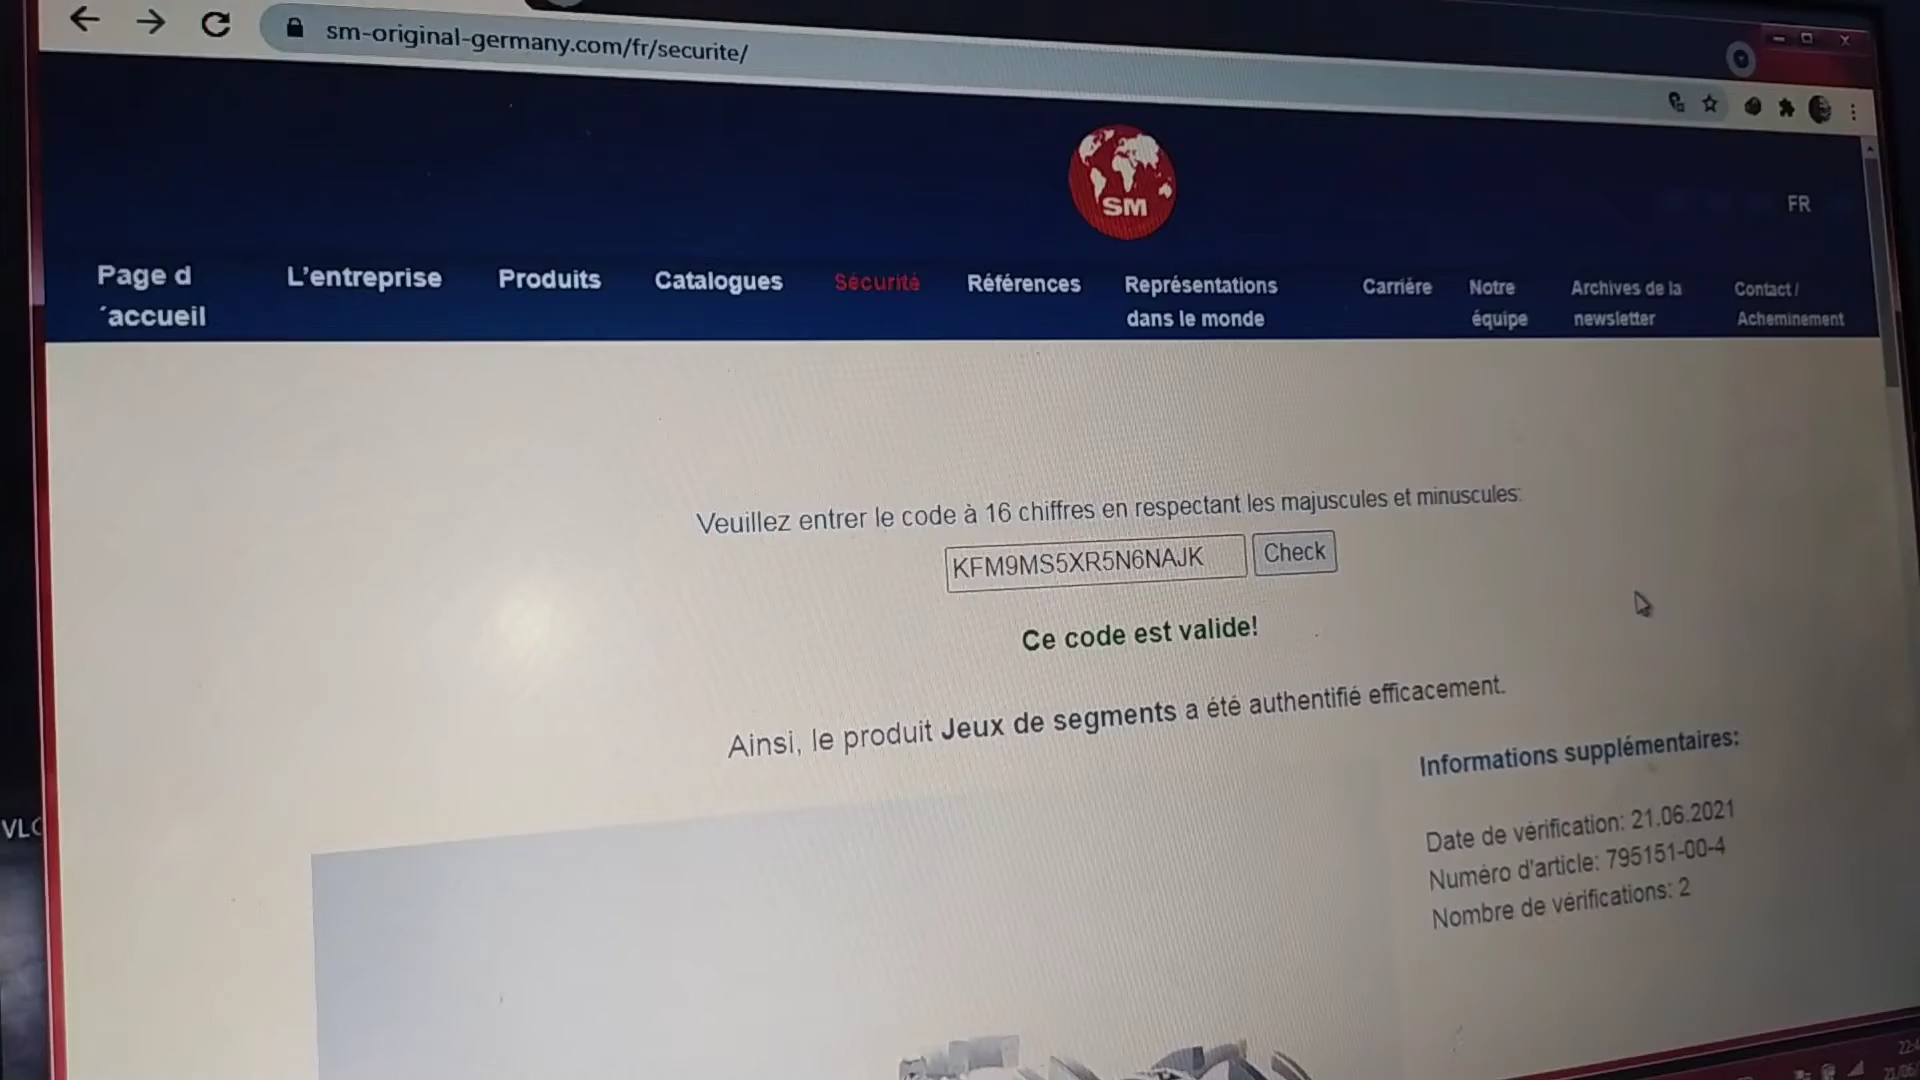 sm-original-germany.com/fr/securite/
SM
FR
Page d
´accueil
L'entreprise
Produits
Catalogues
Sécurité
Références
Représentations
dans le monde
Carriére
Notre
équipe
Archives de la
newsletter
Contact /
Acheminement
Veuillez entrer le code à 16 chiffres en respectant les majuscules et minuscules:
KFM9MS5XR5N6NAJK
Check
Ce code est valide!
Ainsi, le produit Jeux de segments a été authentifié efficacement.
Informations supplémentaires:
Date de vérification: 21.06.2021
Numéro d'article: 795151-00-4
Nombre de vérifications: 2